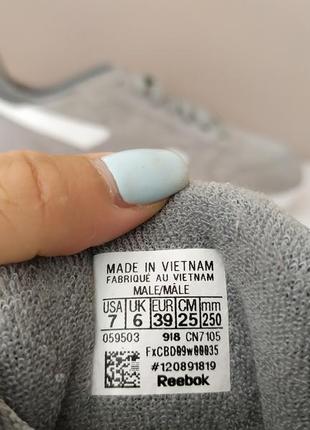 MADE IN VIETNAM
FABRIQUÉ AU VIETNAM
MALE/MÂLE
USA UK EUR CM mm
7 6 39 25 250
059503 918 CN7105
FxCBD09w00035
#120891819
Reebok